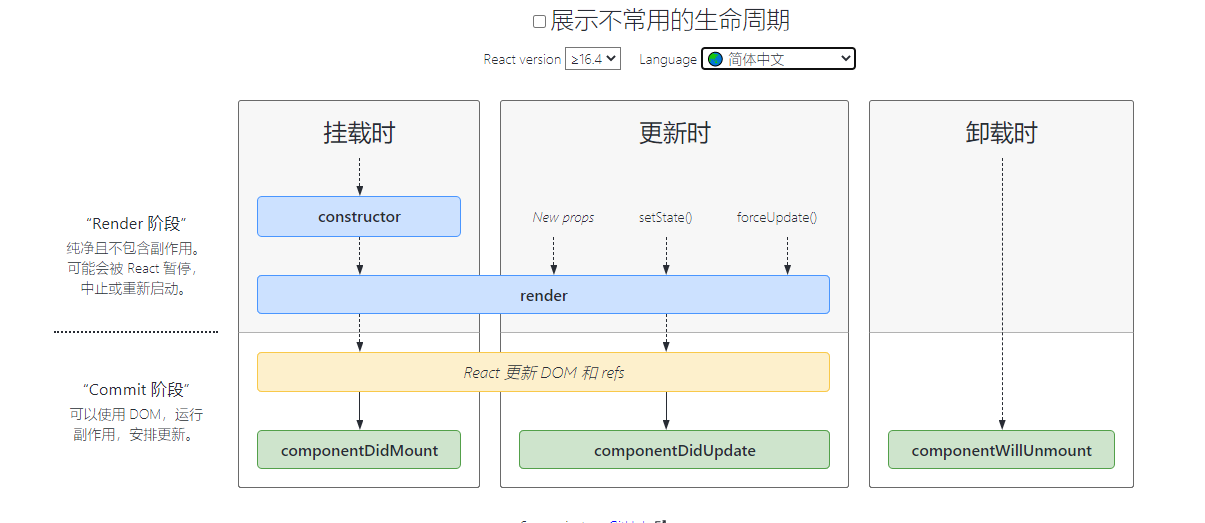 展示不常用的生命周期
React version ≥16.4 Language 简体中文
挂载时
更新时
卸载时
“Render 阶段”
纯净且不包含副作用。
可能会被 React 暂停，
中止或重新启动。
constructor
New props
setState()
forceUpdate()
render
“Commit 阶段”
可以使用 DOM，运行
副作用，安排更新。
React 更新 DOM 和 refs
componentDidMount
componentDidUpdate
componentWillUnmount